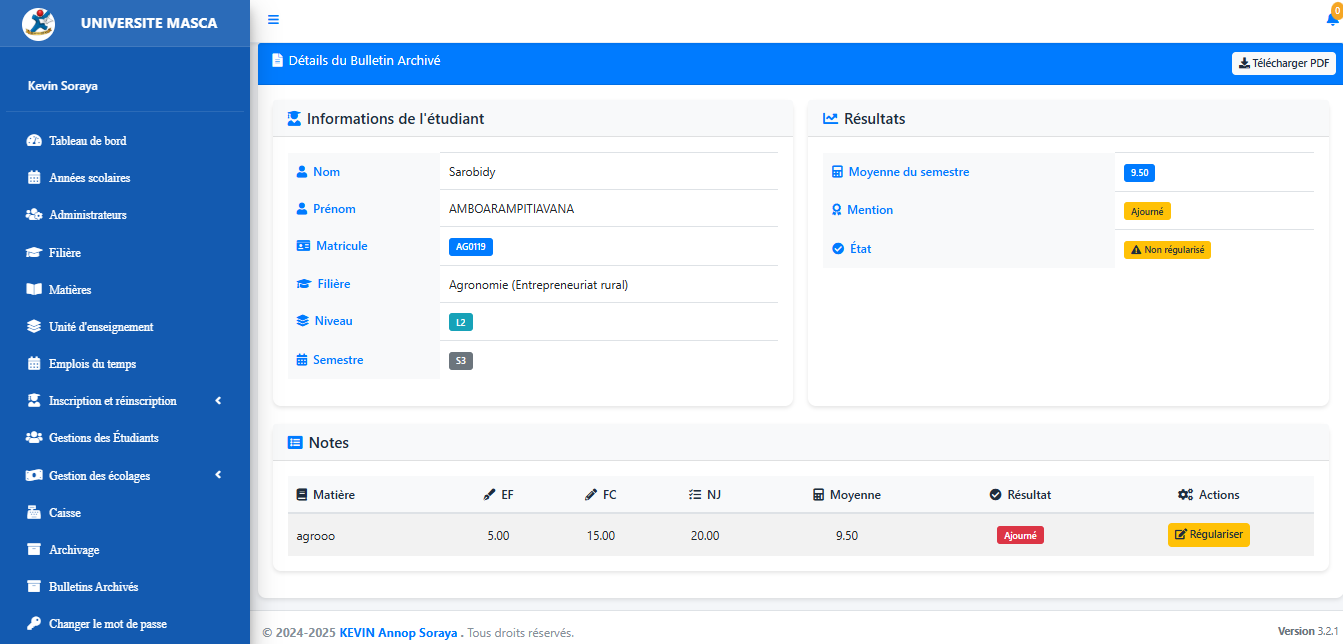 UNIVERSITE MASCA
Kevin Soraya
Tableau de bord
Années scolaires
Administrateurs
Filière
Matières
Unité d'enseignement
Emplois du temps
Inscription et réinscription
Gestions des Étudiants
Gestion des écolages
Caisse
Archivage
Bulletins Archivés
Changer le mot de passe
0
Détails du Bulletin Archivé
Télécharger PDF
Informations de l'étudiant
Nom Sarobidy
Prénom AMBOARAMPITIAVANA
Matricule AG0119
Filière Agronomie (Entrepreneuriat rural)
Niveau L2
Semestre S3
Résultats
Moyenne du semestre 9.50
Mention Ajourné
État Non régularisé
Notes
Matière EF FC NJ Moyenne Résultat Actions
agrooo 5.00 15.00 20.00 9.50 Ajourné Régulariser
© 2024-2025 KEVIN Annop Soraya . Tous droits réservés.
Version 3.2.1